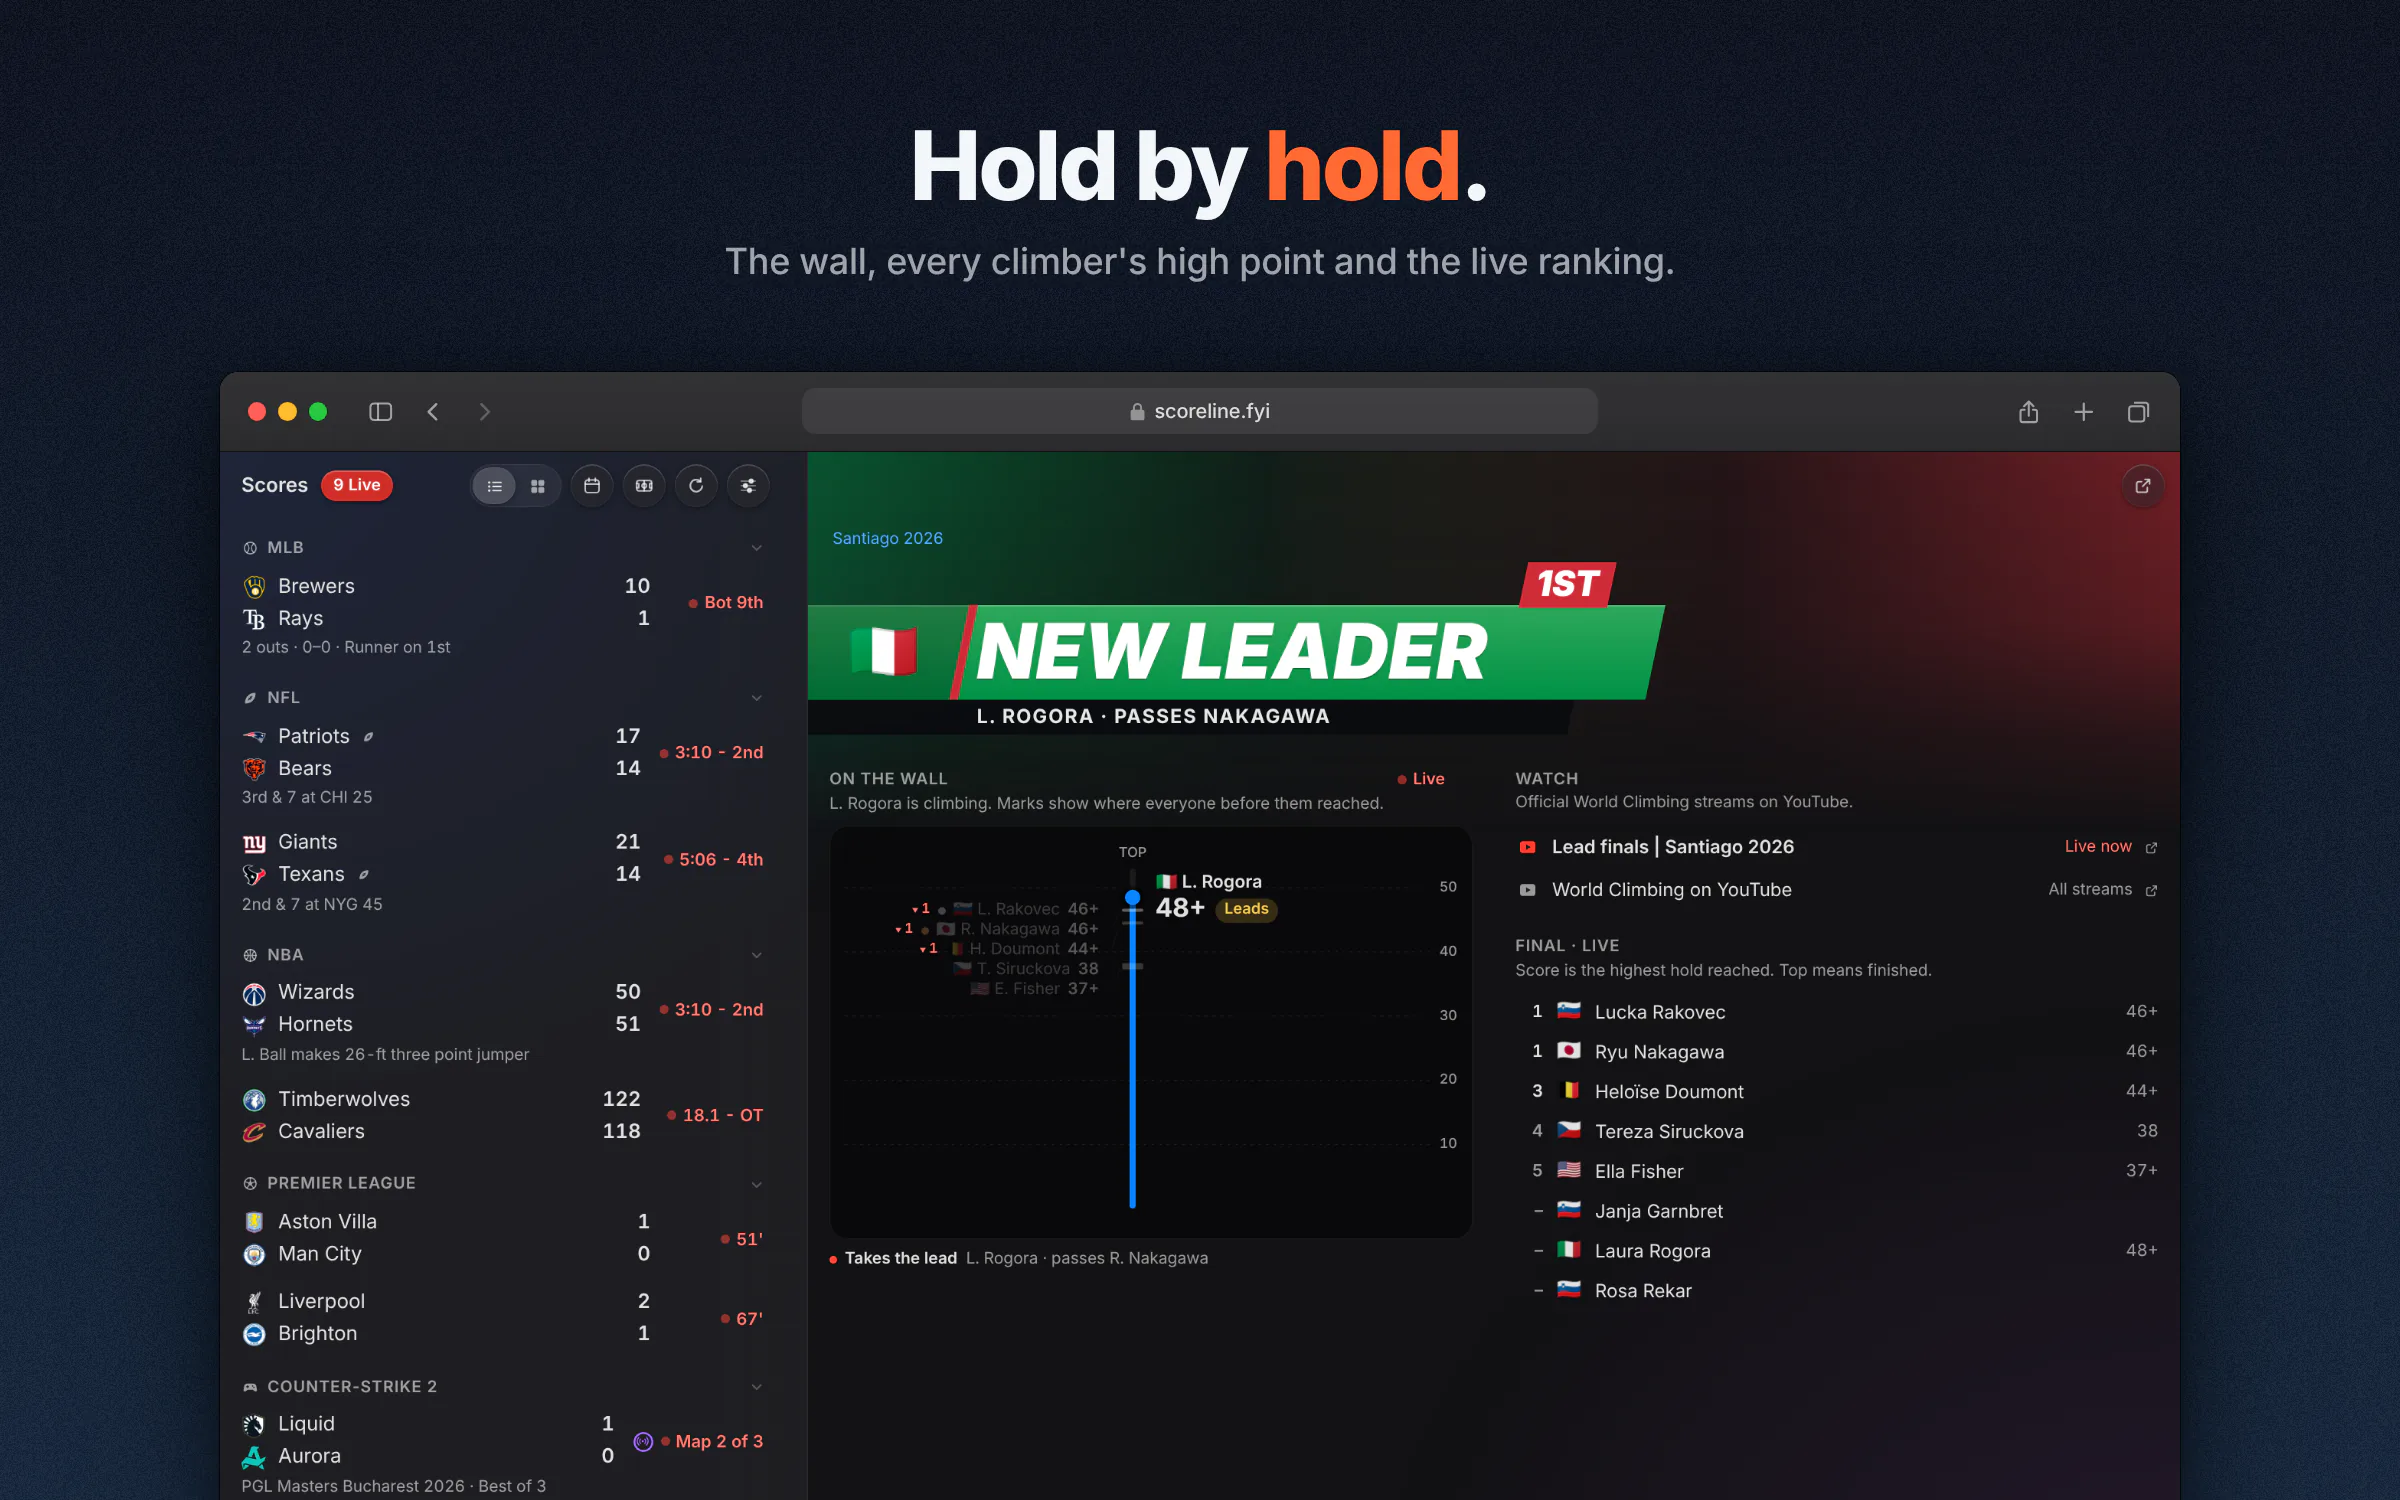 Hold by hold.
The wall, every climber's high point and the live ranking.
scoreline.fyi
Scores
9 Live
MLB
Brewers 10
Rays 1
Bot 9th
2 outs · 0–0 · Runner on 1st
NFL
Patriots 17
Bears 14
3:10 - 2nd
3rd & 7 at CHI 25
Giants 21
Texans 14
5:06 - 4th
2nd & 7 at NYG 45
NBA
Wizards 50
Hornets 51
3:10 - 2nd
L. Ball makes 26-ft three point jumper
Timberwolves 122
Cavaliers 118
18.1 - OT
PREMIER LEAGUE
Aston Villa 1
Man City 0
51'
Liverpool 2
Brighton 1
67'
COUNTER-STRIKE 2
Liquid 1
Aurora 0
Map 2 of 3
PGL Masters Bucharest 2026 · Best of 3
Santiago 2026
1ST
NEW LEADER
L. ROGORA · PASSES NAKAGAWA
ON THE WALL
Live
L. Rogora is climbing. Marks show where everyone before them reached.
TOP
L. Rogora
48+ Leads
1 L. Rakovec 46+
1 R. Nakagawa 46+
1 H. Doumont 44+
T. Siruckova 38
E. Fisher 37+
50
40
30
20
10
Takes the lead L. Rogora · passes R. Nakagawa
WATCH
Official World Climbing streams on YouTube.
Lead finals | Santiago 2026 Live now
World Climbing on YouTube All streams
FINAL · LIVE
Score is the highest hold reached. Top means finished.
1 Lucka Rakovec 46+
1 Ryu Nakagawa 46+
3 Heloïse Doumont 44+
4 Tereza Siruckova 38
5 Ella Fisher 37+
– Janja Garnbret
– Laura Rogora 48+
– Rosa Rekar